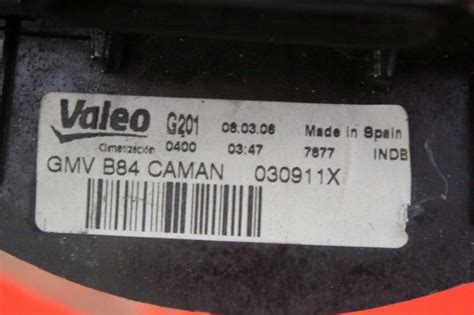 Valeo G201 08.03.06 Made in Spain
Climatización 0400 03:47 7877 INDB
GMV B84 CAMAN 030911X